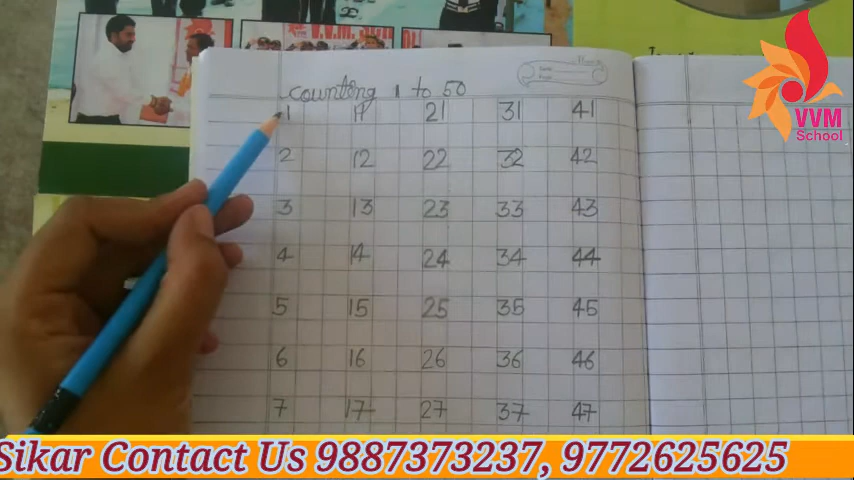 V.V.M. S
counting 1 to 50
1 11 21 31 41
2 12 22 32 42
3 13 23 33 43
4 14 24 34 44
5 15 25 35 45
6 16 26 36 46
7 17 27 37 47
VVM
School
Sikar Contact Us 9887373237, 9772625625